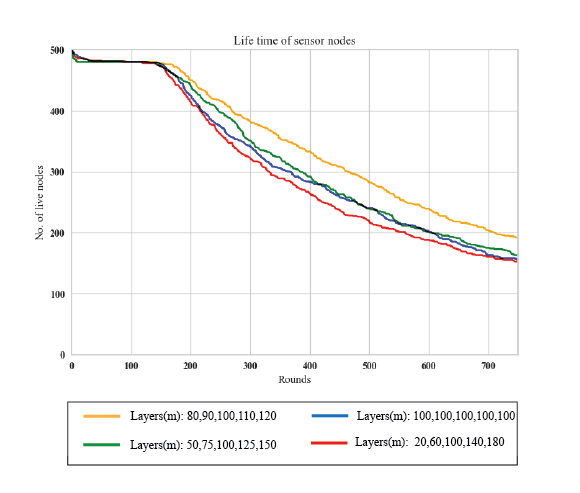 Life time of sensor nodes
500
400
300
200
100
0
No. of live nodes
0 100 200 300 400 500 600 700
Rounds
Layers(m): 80,90,100,110,120
Layers(m): 100,100,100,100,100
Layers(m): 50,75,100,125,150
Layers(m): 20,60,100,140,180